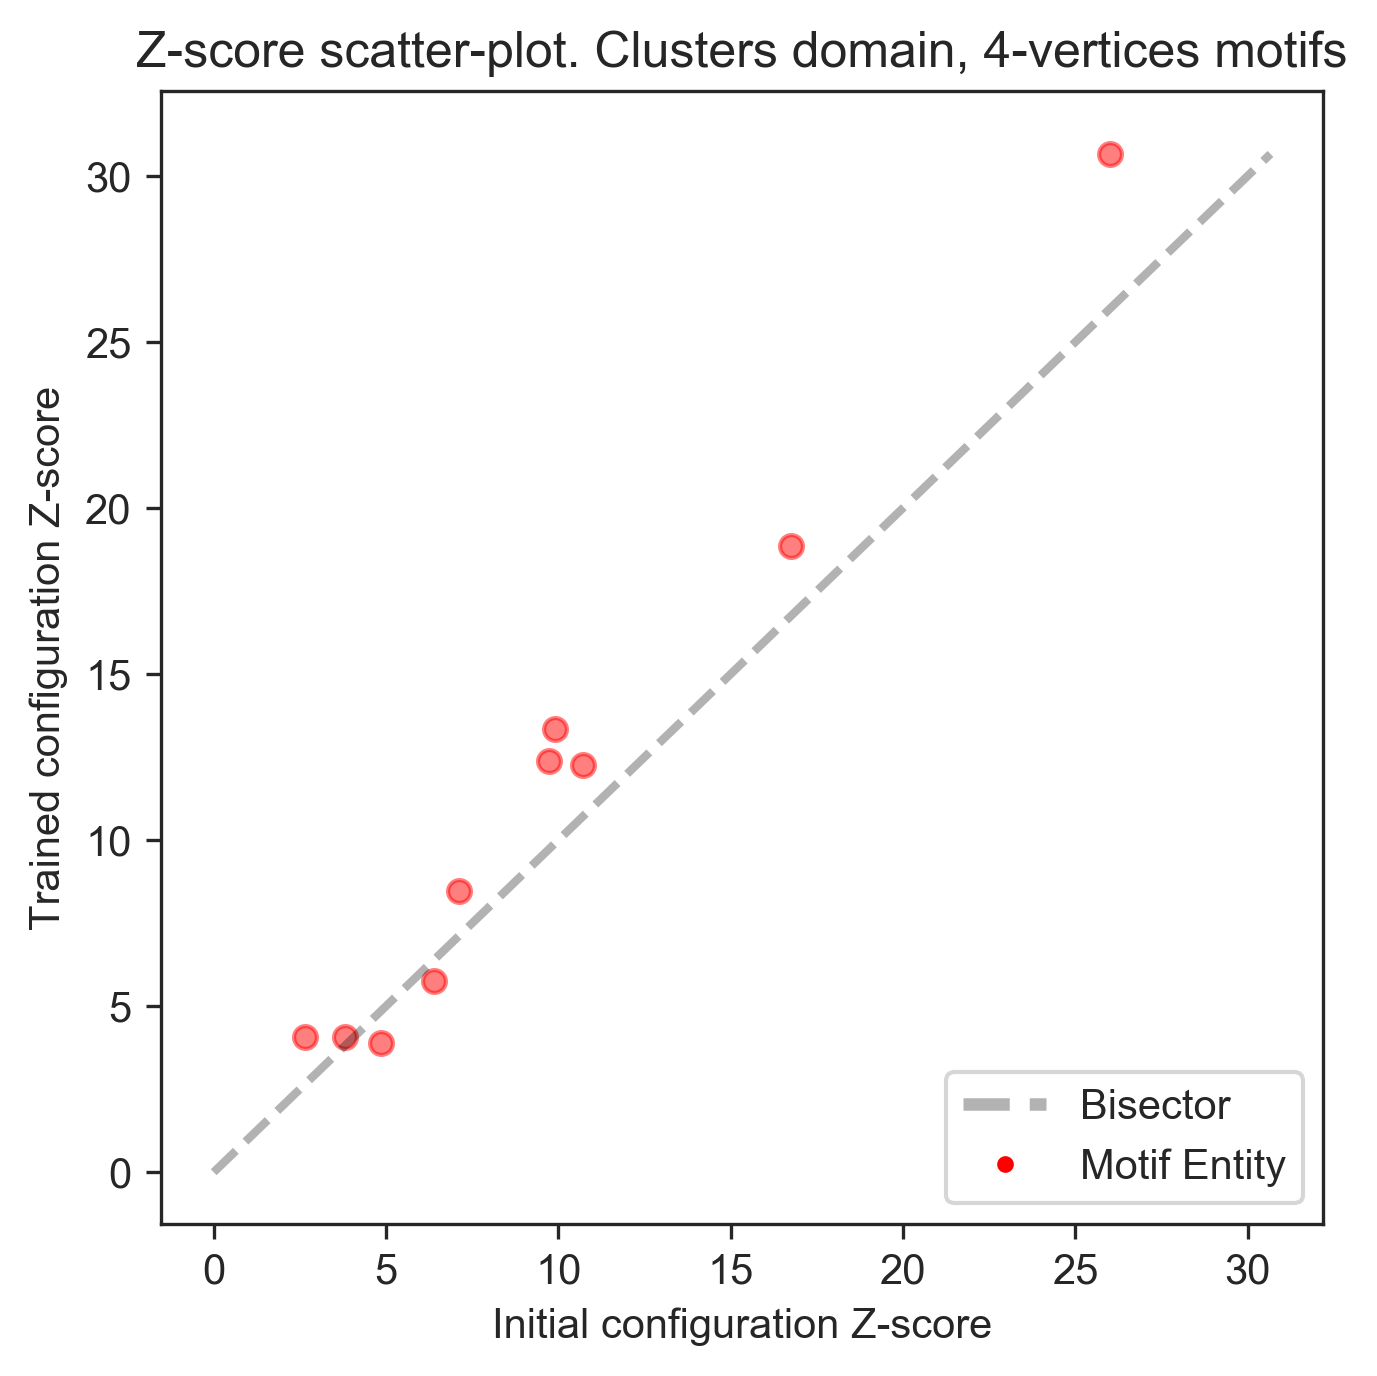 Z-score scatter-plot. Clusters domain, 4-vertices motifs
30
25
20
15
10
5
0
Trained configuration Z-score
Bisector
Motif Entity
0 5 10 15 20 25 30
Initial configuration Z-score